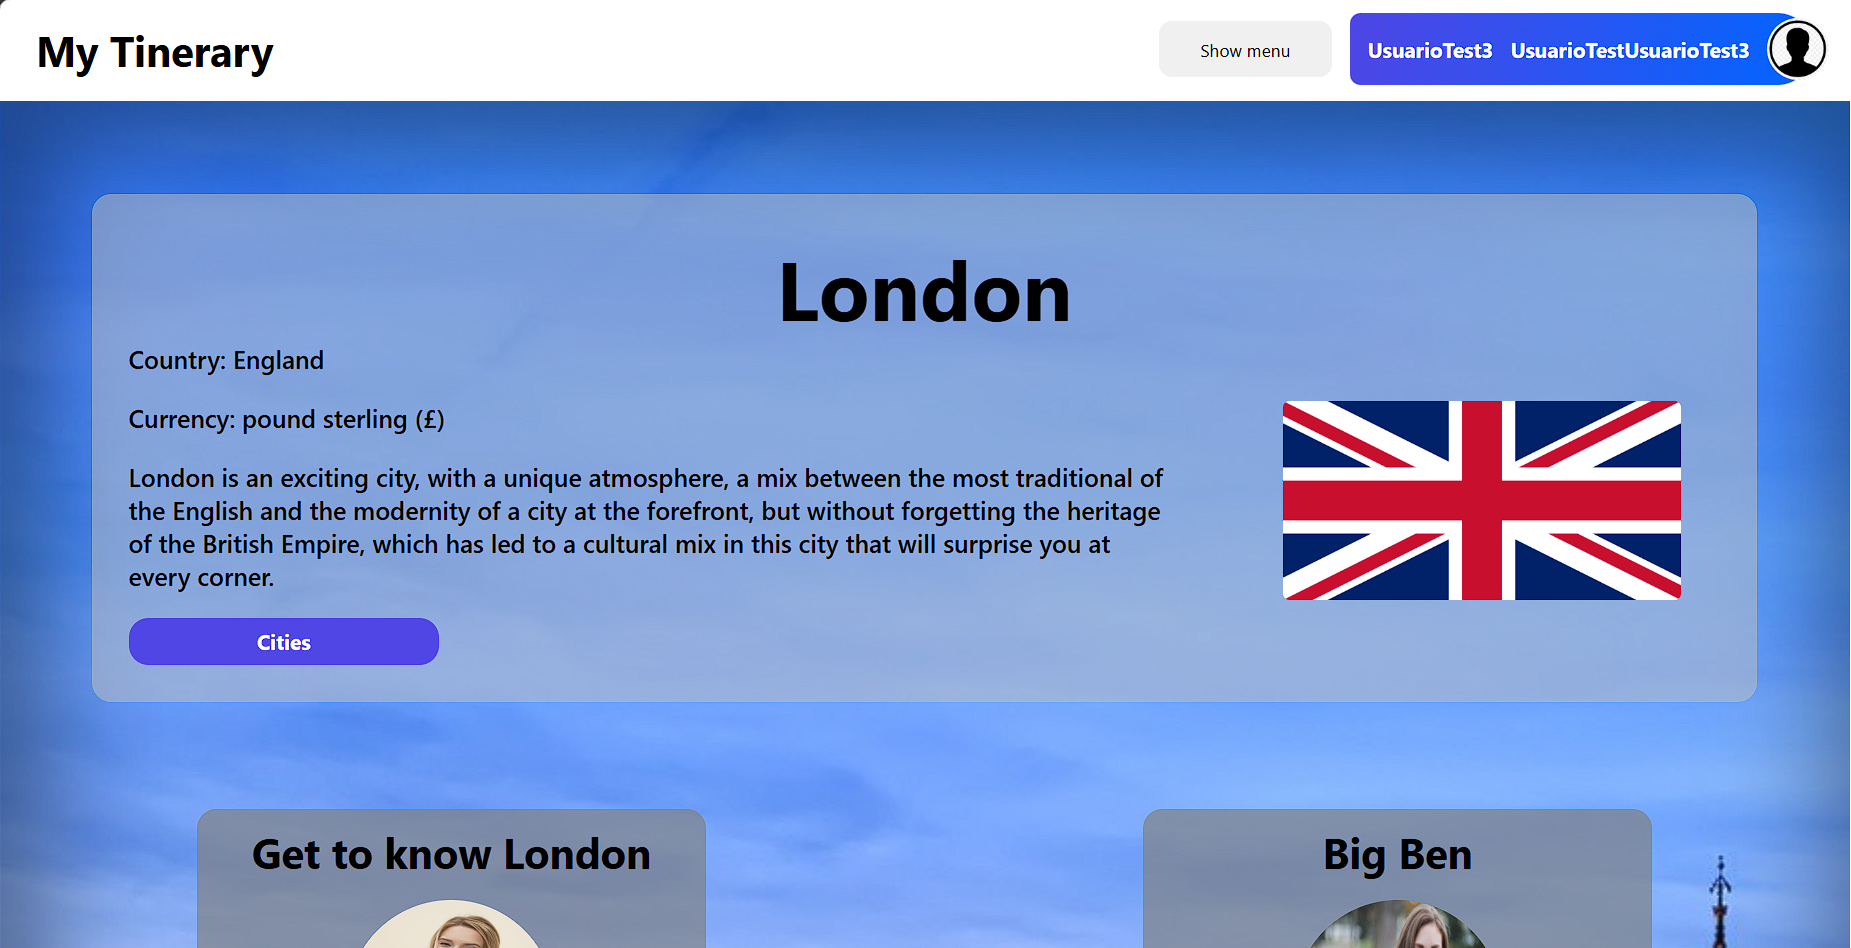 My Tinerary
Show menu
UsuarioTest3 UsuarioTestUsuarioTest3
London
Country: England
Currency: pound sterling (£)
London is an exciting city, with a unique atmosphere, a mix between the most traditional of
the English and the modernity of a city at the forefront, but without forgetting the heritage
of the British Empire, which has led to a cultural mix in this city that will surprise you at
every corner.
Cities
Get to know London
Big Ben